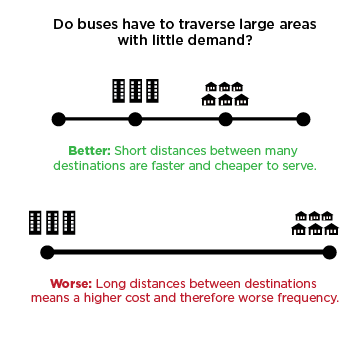 Do buses have to traverse large areas
with little demand?
Better: Short distances between many
destinations are faster and cheaper to serve.
Worse: Long distances between destinations
means a higher cost and therefore worse frequency.